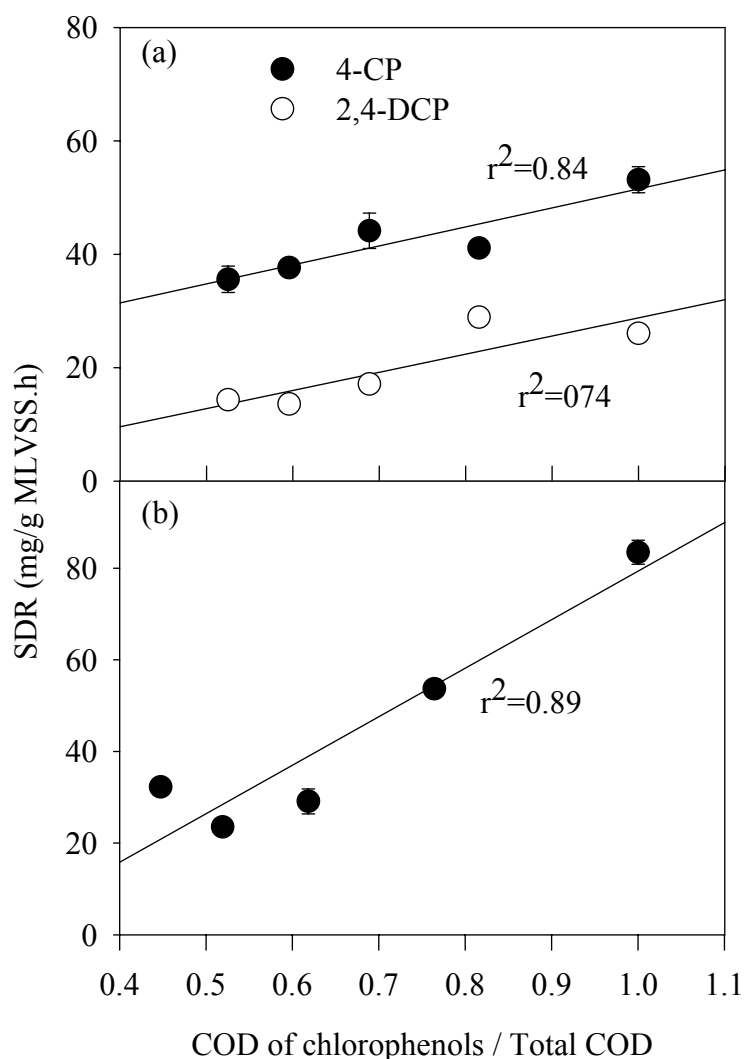 80
(a)
4-CP
2,4-DCP
60
r2=0.84
40
20
r2=074
0
SDR (mg/g MLVSS.h)
(b)
80
60
r2=0.89
40
20
0
0.4 0.5 0.6 0.7 0.8 0.9 1.0 1.1
COD of chlorophenols / Total COD